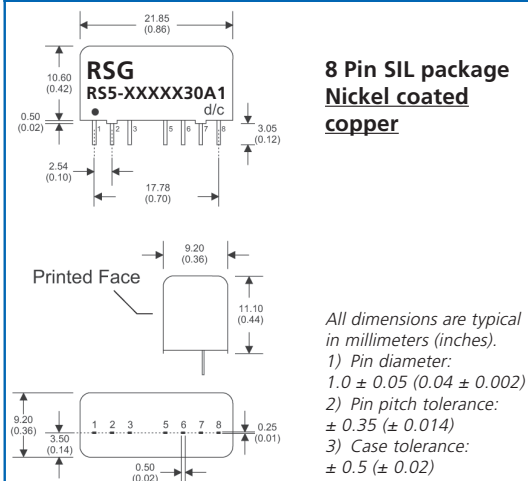 21.85
(0.86)
10.60
(0.42)
RSG
RS5-XXXXX30A1
d/c
0.50
(0.02)
1 2 3 5 6 7 8
3.05
(0.12)
2.54
(0.10)
17.78
(0.70)
8 Pin SIL package
Nickel coated
copper
9.20
(0.36)
Printed Face
11.10
(0.44)
9.20
(0.36)
3.50
(0.14)
1 2 3 5 6 7 8
0.25
(0.01)
0.50
(0.02)
All dimensions are typical
in millimeters (inches).
1) Pin diameter:
1.0 ± 0.05 (0.04 ± 0.002)
2) Pin pitch tolerance:
± 0.35 (± 0.014)
3) Case tolerance:
± 0.5 (± 0.02)